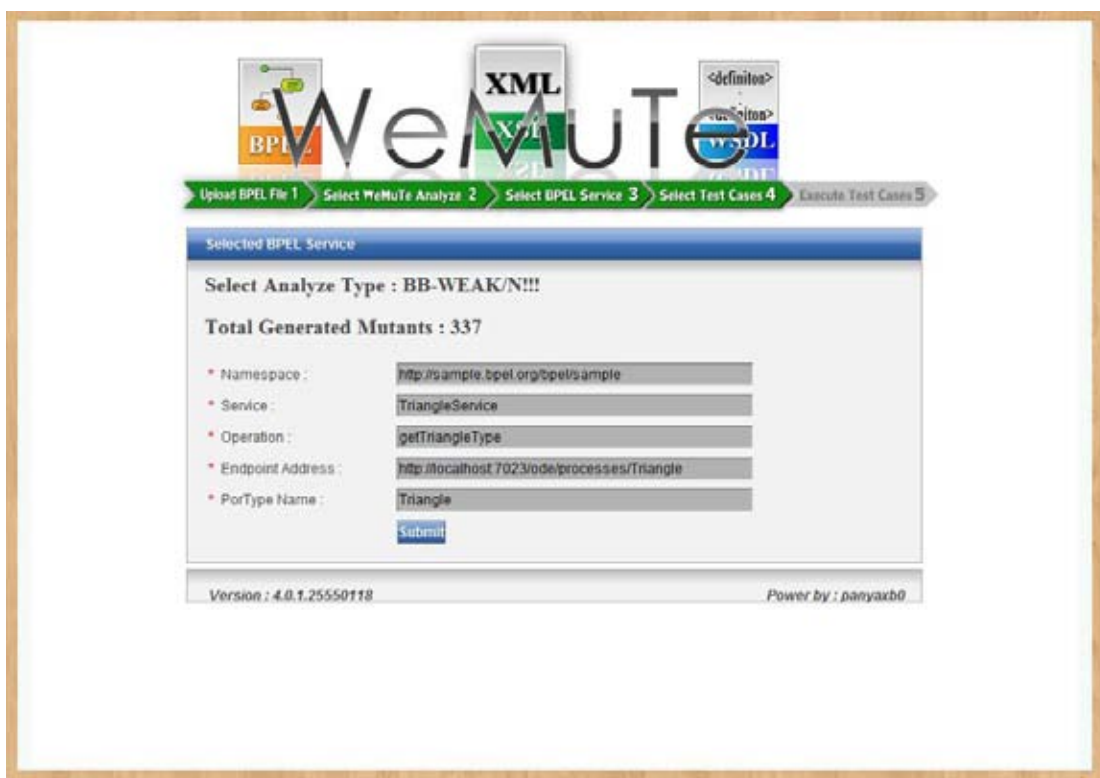 XML
<definiton>
WeMuTe
BPEL
XSD
<definiton>
WSDL
Upload BPEL File 1
Select WeMuTe Analyze 2
Select BPEL Service 3
Select Test Cases 4
Execute Test Cases 5
Selected BPEL Service
Select Analyze Type : BB-WEAK/N!!!
Total Generated Mutants : 337
* Namespace : http://sample.bpel.org/bpel/sample
* Service : TriangleService
* Operation : getTriangleType
* Endpoint Address : http://localhost:7023/ode/processes/Triangle
* PorType Name : Triangle
Submit
Version : 4.0.1.25550118
Power by : panyaxb0